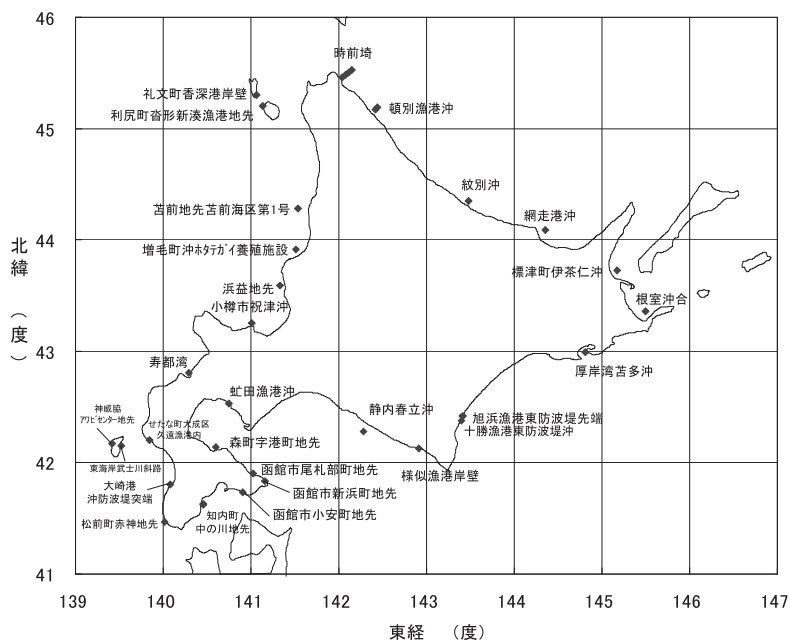 46
45
44
43
42
41
北緯 （度）
139
140
141
142
143
144
145
146
147
東経 （度）
時前埼
礼文町香深港岸壁
利尻町沓形新湊漁港地先
頓別漁港沖
紋別沖
網走港沖
苫前地先苫前海区第1号
増毛町沖ホタテガイ養殖施設
標津町伊茶仁沖
浜益地先
小樽市祝津沖
根室沖合
寿都湾
厚岸湾苫多沖
虻田漁港沖
静内春立沖
旭浜漁港東防波堤先端
十勝漁港東防波堤沖
神威脇
アワビセンター地先
せたな町大成区
久遠漁港内
森町字港町地先
様似漁港岸壁
東海岸武士川斜路
函館市尾札部町地先
大崎港
沖防波堤突端
函館市新浜町地先
函館市小安町地先
知内町
中の川地先
松前町赤神地先